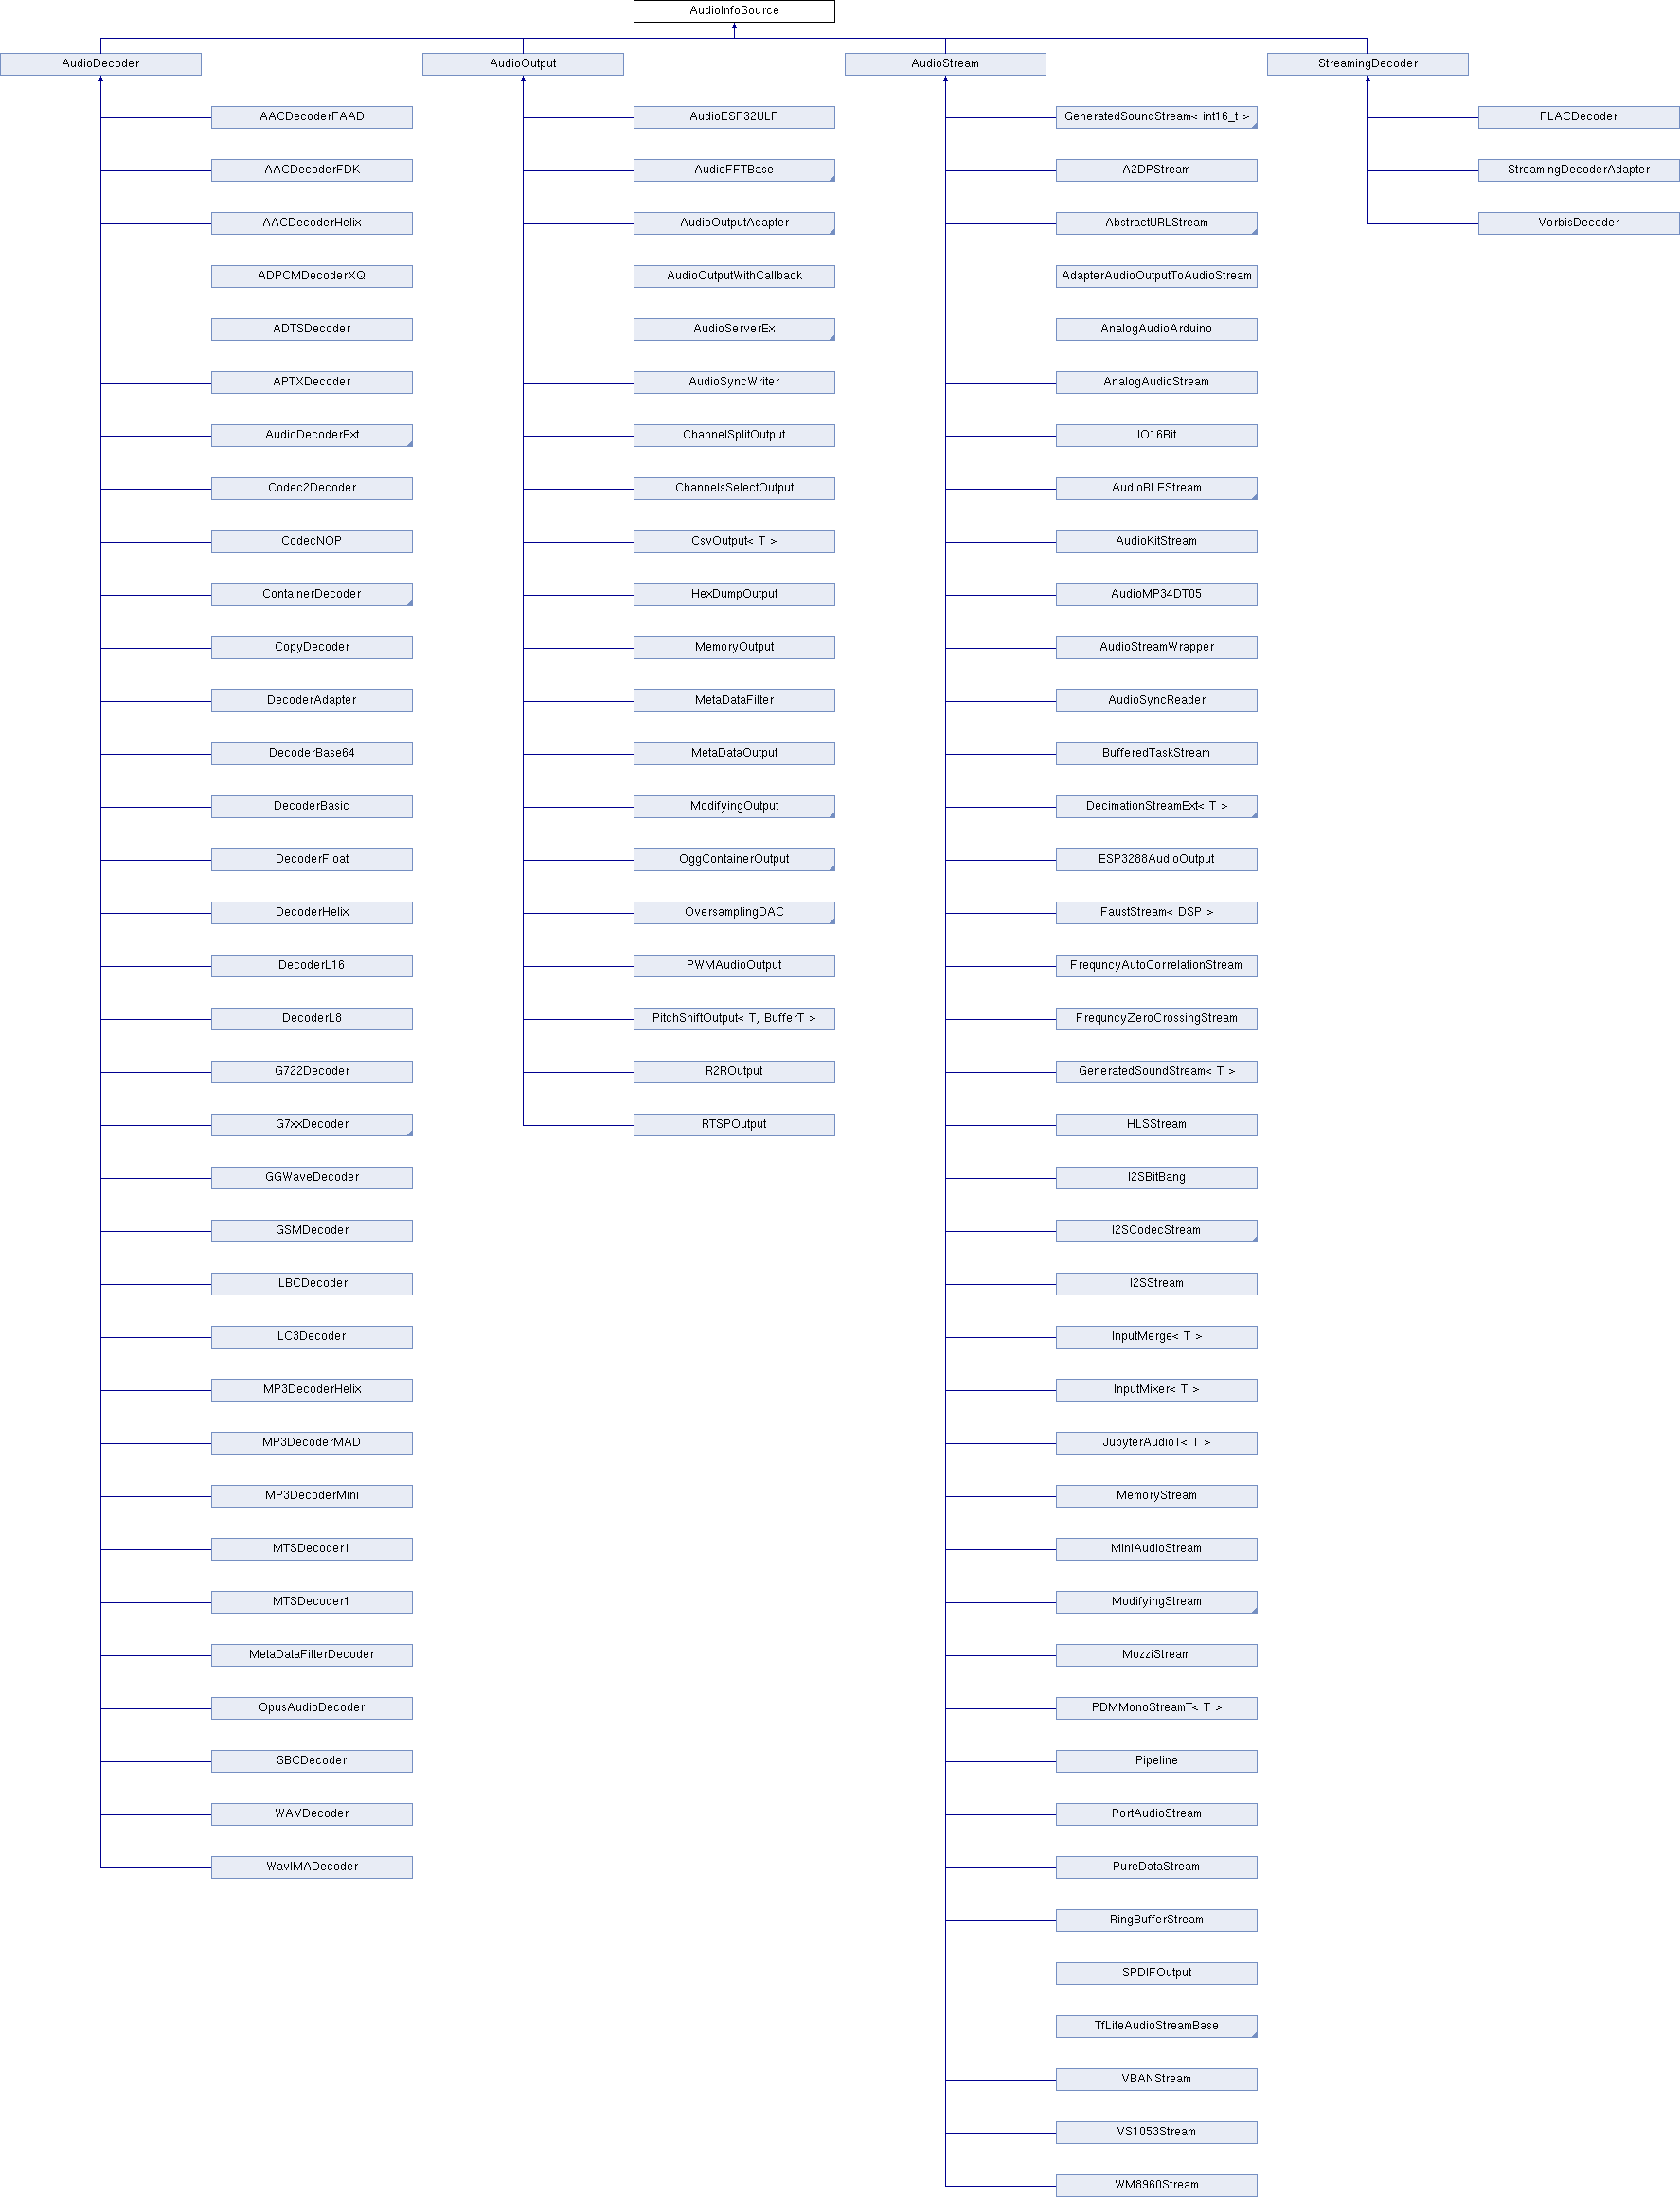 AudioInfoSource
AudioDecoder
AACDecoderFAAD
AACDecoderFDK
AACDecoderHelix
ADPCMDecoderXQ
ADTSDecoder
APTXDecoder
AudioDecoderExt
Codec2Decoder
CodecNOP
ContainerDecoder
CopyDecoder
DecoderAdapter
DecoderBase64
DecoderBasic
DecoderFloat
DecoderHelix
DecoderL16
DecoderL8
G722Decoder
G7xxDecoder
GGWaveDecoder
GSMDecoder
ILBCDecoder
LC3Decoder
MP3DecoderHelix
MP3DecoderMAD
MP3DecoderMini
MTSDecoder1
MTSDecoder1
MetaDataFilterDecoder
OpusAudioDecoder
SBCDecoder
WAVDecoder
WavIMADecoder
AudioOutput
AudioESP32ULP
AudioFFTBase
AudioOutputAdapter
AudioOutputWithCallback
AudioServerEx
AudioSyncWriter
ChannelSplitOutput
ChannelsSelectOutput
CsvOutput< T >
HexDumpOutput
MemoryOutput
MetaDataFilter
MetaDataOutput
ModifyingOutput
OggContainerOutput
OversamplingDAC
PWMAudioOutput
PitchShiftOutput< T, BufferT >
R2ROutput
RTSPOutput
AudioStream
GeneratedSoundStream< int16_t >
A2DPStream
AbstractURLStream
AdapterAudioOutputToAudioStream
AnalogAudioArduino
AnalogAudioStream
IO16Bit
AudioBLEStream
AudioKitStream
AudioMP34DT05
AudioStreamWrapper
AudioSyncReader
BufferedTaskStream
DecimationStreamExt< T >
ESP3288AudioOutput
FaustStream< DSP >
FrequncyAutoCorrelationStream
FrequncyZeroCrossingStream
GeneratedSoundStream< T >
HLSStream
I2SBitBang
I2SCodecStream
I2SStream
InputMerge< T >
InputMixer< T >
JupyterAudioT< T >
MemoryStream
MiniAudioStream
ModifyingStream
MozziStream
PDMMonoStreamT< T >
Pipeline
PortAudioStream
PureDataStream
RingBufferStream
SPDIFOutput
TfLiteAudioStreamBase
VBANStream
VS1053Stream
WM8960Stream
StreamingDecoder
FLACDecoder
StreamingDecoderAdapter
VorbisDecoder